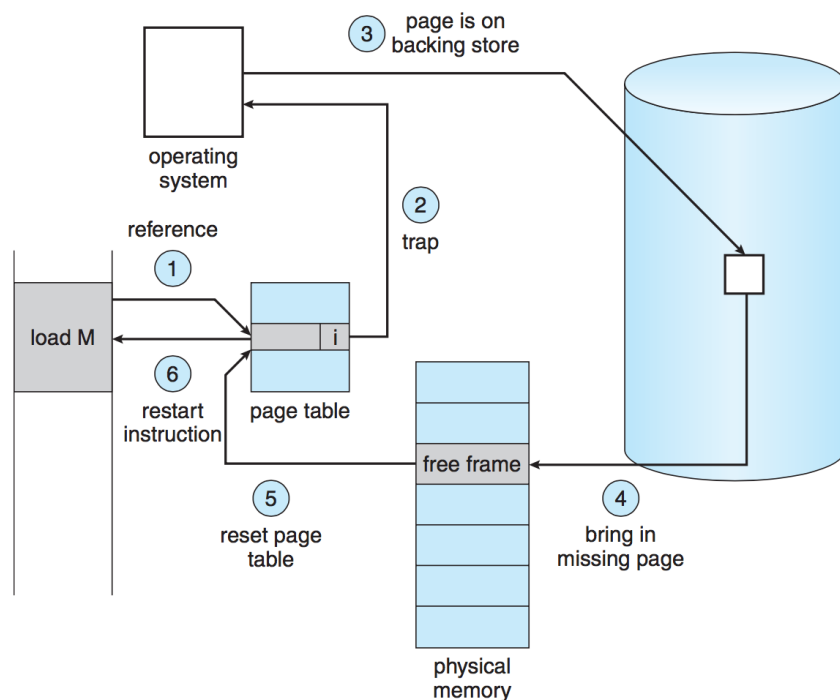 3
page is on
backing store
operating
system
2
trap
reference
1
load M
i
6
restart
instruction
page table
free frame
5
reset page
table
4
bring in
missing page
physical
memory